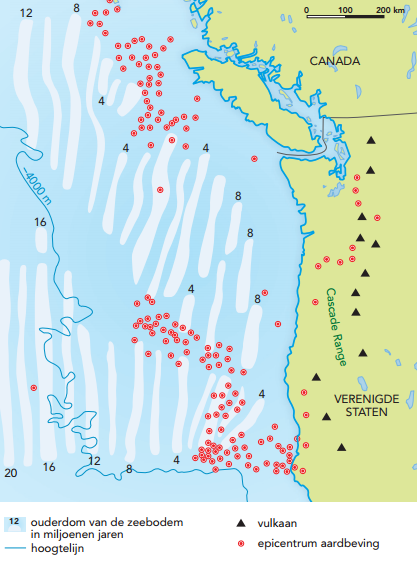 12
8
0 100 200 km
CANADA
4
4
4
–4000 m
8
16
8
4
8
Cascade Range
4
VERENIGDE
STATEN
20
16
12
8
4
12 ouderdom van de zeebodem
in miljoenen jaren
hoogtelijn
vulkaan
epicentrum aardbeving